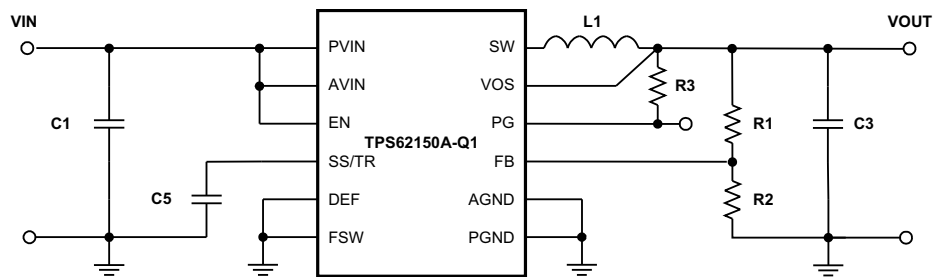 VIN
L1
VOUT
PVIN
SW
AVIN
VOS
R3
C1
EN
PG
R1
C3
TPS62150A-Q1
SS/TR
FB
C5
DEF
AGND
R2
FSW
PGND